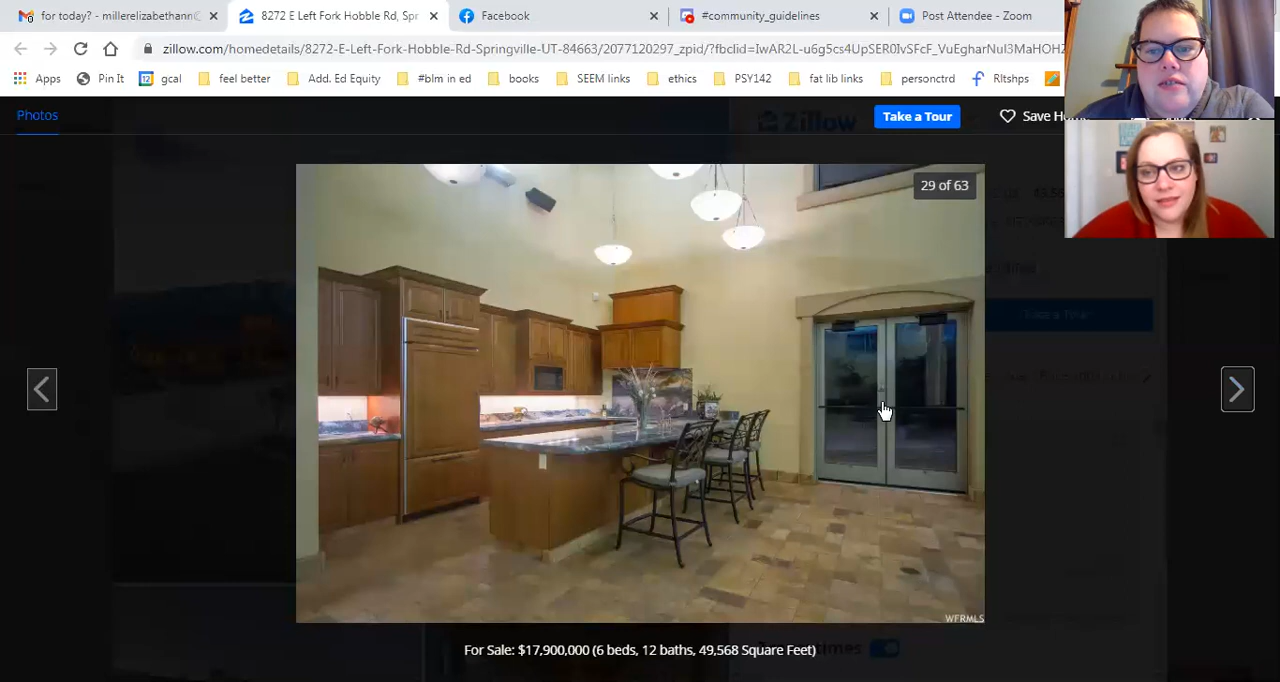 for today? - millerelizabethann@
8272 E Left Fork Hobble Rd, Spr
Facebook
#community_guidelines
Post Attendee - Zoom
zillow.com/homedetails/8272-E-Left-Fork-Hobble-Rd-Springville-UT-84663/2077120297_zpid/?fbclid=
Apps
Pin It
12
gcal
feel better
Add. Ed Equity
#blm in ed
books
SEEM links
ethics
PSY142
fat lib links
personctrd
Rltshps
Photos
Zillow
Take a Tour
Save
29 of 63
WFRMLS
For Sale: $17,900,000 (6 beds, 12 baths, 49,568 Square Feet)